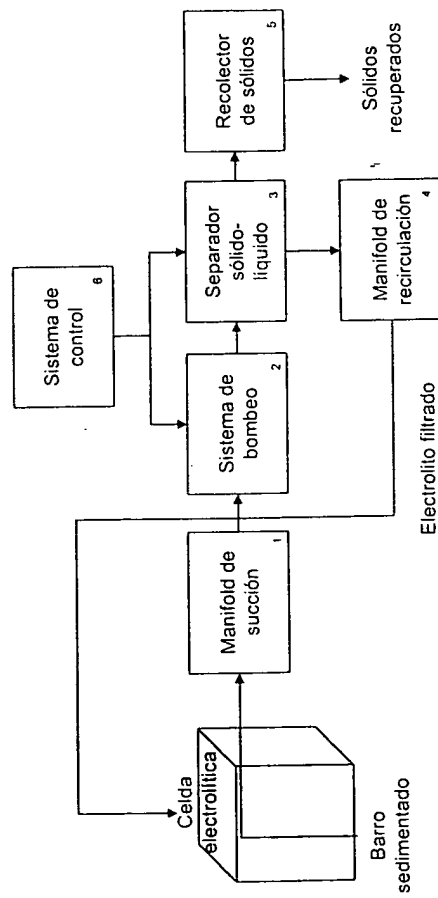 Sistema de
control
6
Recolector
de sólidos
5
Separador
sólido-
líquido
3
Sistema de
bombeo
2
Manifold de
succión
1
Celda
electrolítica
Barro
sedimentado
Manifold de
recirculación
4
Sólidos
recuperados
Electrolito filtrado